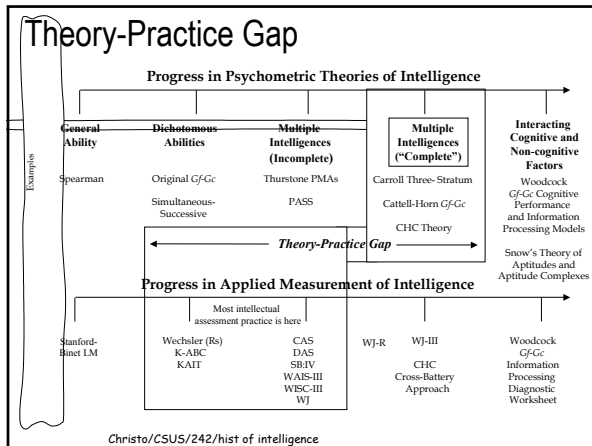 Theory-Practice Gap
Progress in Psychometric Theories of Intelligence
Examples
General
Ability
Spearman
Dichotomous
Abilities
Original Gf-Gc
Simultaneous-
Successive
Multiple
Intelligences
(Incomplete)
Thurstone PMAs
PASS
Multiple
Intelligences
("Complete")
Carroll Three- Stratum
Cattell-Horn Gf-Gc
CHC Theory
Interacting
Cognitive and
Non-cognitive
Factors
Woodcock
Gf-Gc Cognitive
Performance
and Information
Processing Models
Snow's Theory of
Aptitudes and
Aptitude Complexes
Theory-Practice Gap
Progress in Applied Measurement of Intelligence
Most intellectual
assessment practice is here
Stanford-
Binet LM
Wechsler (Rs)
K-ABC
KAIT
CAS
DAS
SB:IV
WAIS-III
WISC-III
WJ
WJ-R
WJ-III
CHC
Cross-Battery
Approach
Woodcock
Gf-Gc
Information
Processing
Diagnostic
Worksheet
Christo/CSUS/242/hist of intelligence